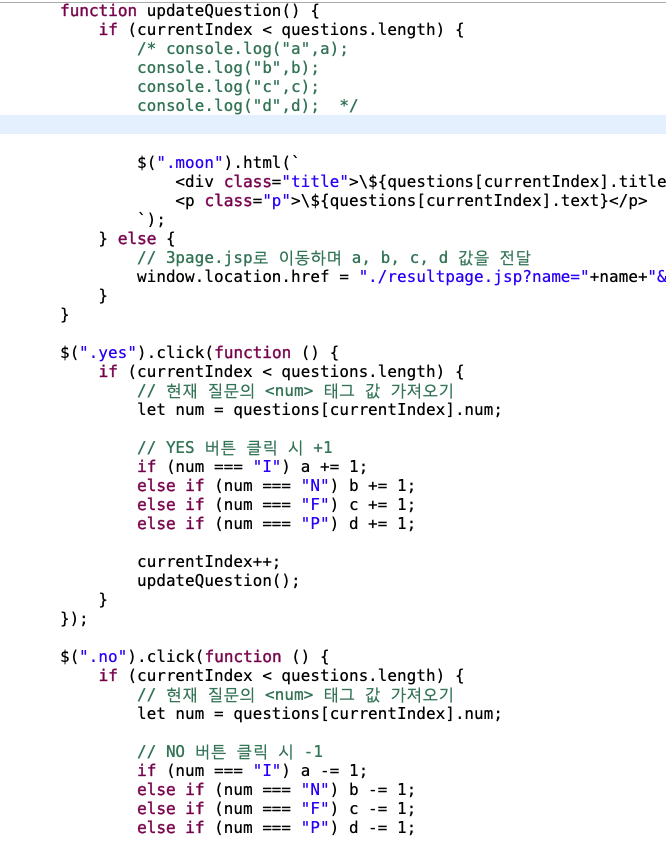 function updateQuestion() {
if (currentIndex < questions.length) {
/* console.log("a",a);
console.log("b",b);
console.log("c",c);
console.log("d",d);  */
$(".moon").html(`
<div class="title">\${questions[currentIndex].title
<p class="p">\${questions[currentIndex].text}</p>
`);
} else {
// 3page.jsp로 이동하며 a, b, c, d 값을 전달
window.location.href = "./resultpage.jsp?name="+name+"&
}
}
$(".yes").click(function () {
if (currentIndex < questions.length) {
// 현재 질문의 <num> 태그 값 가져오기
let num = questions[currentIndex].num;
// YES 버튼 클릭 시 +1
if (num === "I") a += 1;
else if (num === "N") b += 1;
else if (num === "F") c += 1;
else if (num === "P") d += 1;
currentIndex++;
updateQuestion();
}
});
$(".no").click(function () {
if (currentIndex < questions.length) {
// 현재 질문의 <num> 태그 값 가져오기
let num = questions[currentIndex].num;
// NO 버튼 클릭 시 -1
if (num === "I") a -= 1;
else if (num === "N") b -= 1;
else if (num === "F") c -= 1;
else if (num === "P") d -= 1;